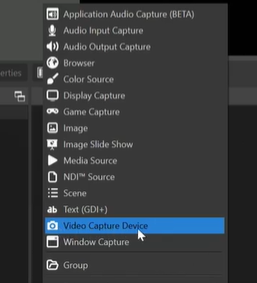 Application Audio Capture (BETA)
Audio Input Capture
Audio Output Capture
Browser
Color Source
Display Capture
Game Capture
Image
Image Slide Show
Media Source
NDI™ Source
Scene
ab Text (GDI+)
Video Capture Device
Window Capture
Group
erties